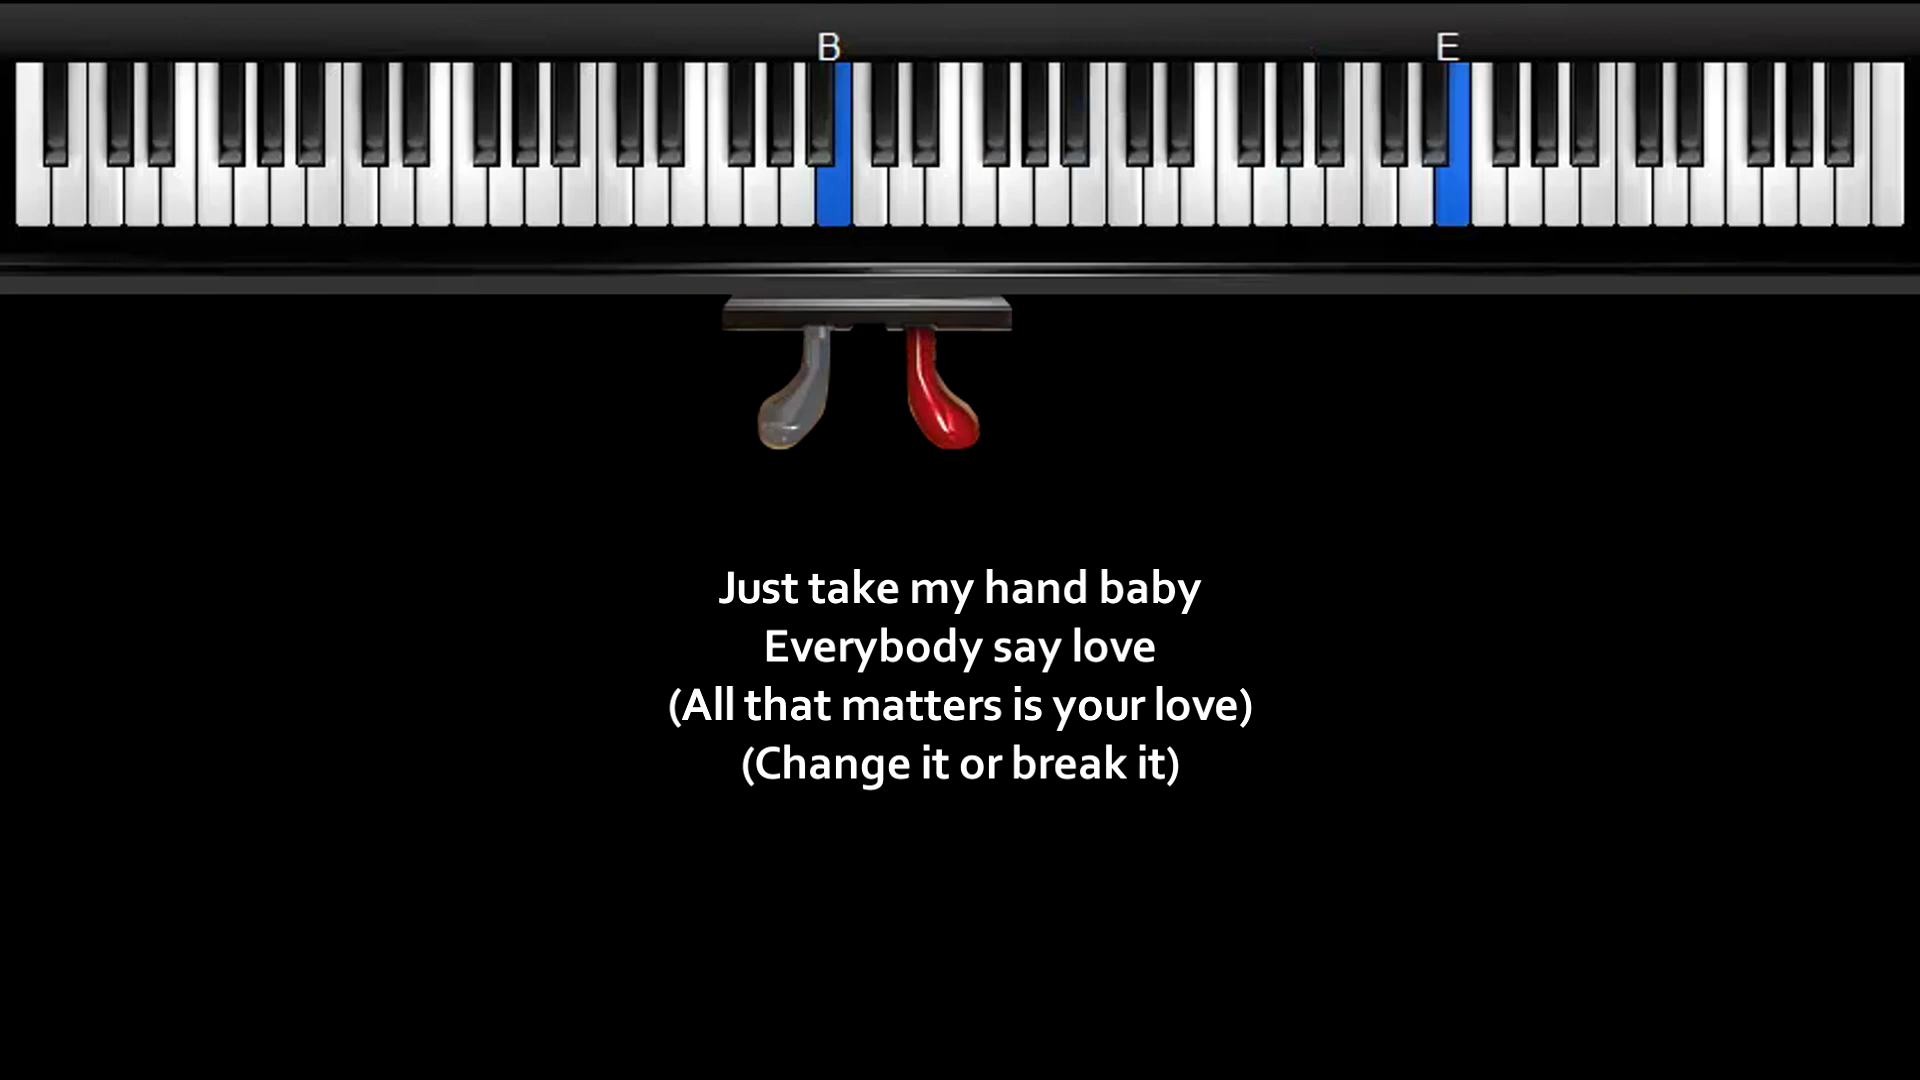 B E
Just take my hand baby
Everybody say love
(All that matters is your love)
(Change it or break it)